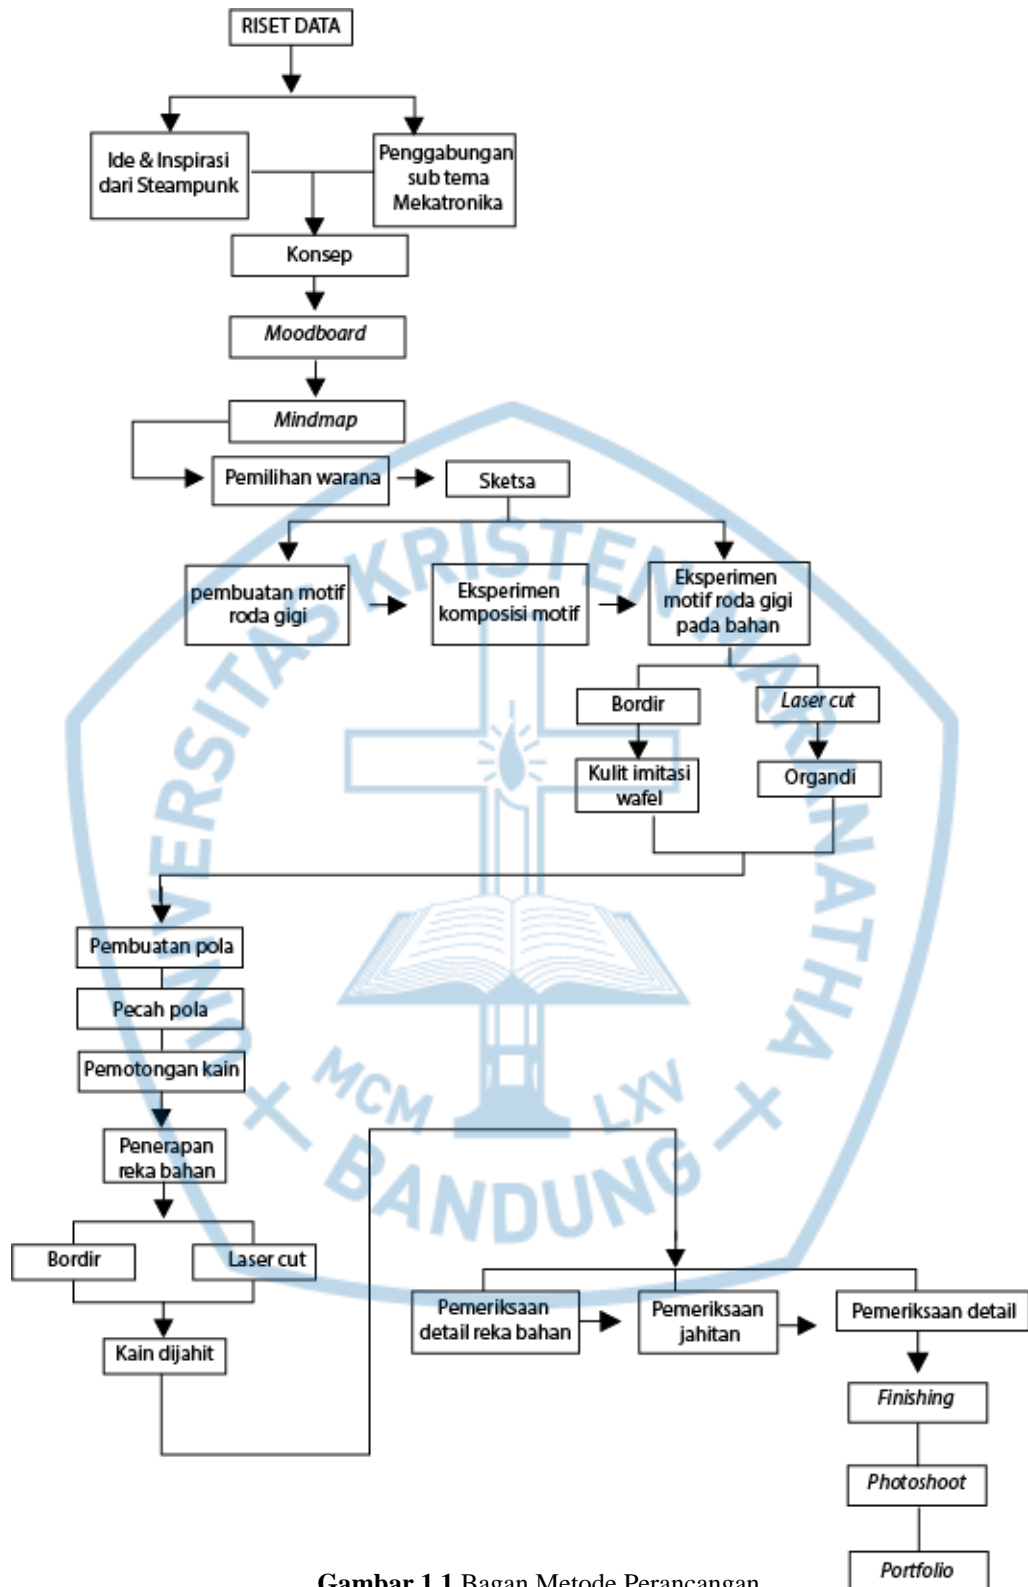 RISET DATA
Ide & Inspirasi
dari Steampunk
Penggabungan
sub tema
Mekatronika
Konsep
Moodboard
Mindmap
Pemilihan warana
Sketsa
pembuatan motif
roda gigi
Eksperimen
komposisi motif
Eksperimen
motif roda gigi
pada bahan
Bordir
Laser cut
Kulit imitasi
wafel
Organdi
Pembuatan pola
Pecah pola
Pemotongan kain
Penerapan
reka bahan
Bordir
Laser cut
Kain dijahit
Pemeriksaan
detail reka bahan
Pemeriksaan
jahitan
Pemeriksaan detail
Finishing
Photoshoot
Portfolio
Gambar 1.1 Bagan Metode Perancangan
UNIVERSITAS KRISTEN MARANATHA
MCM LXV
BANDUNG